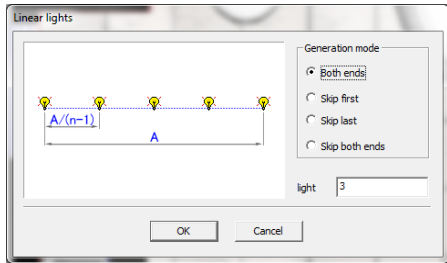 Linear lights
A/(n-1)
A
Generation mode
Both ends
Skip first
Skip last
Skip both ends
light 3
OK Cancel